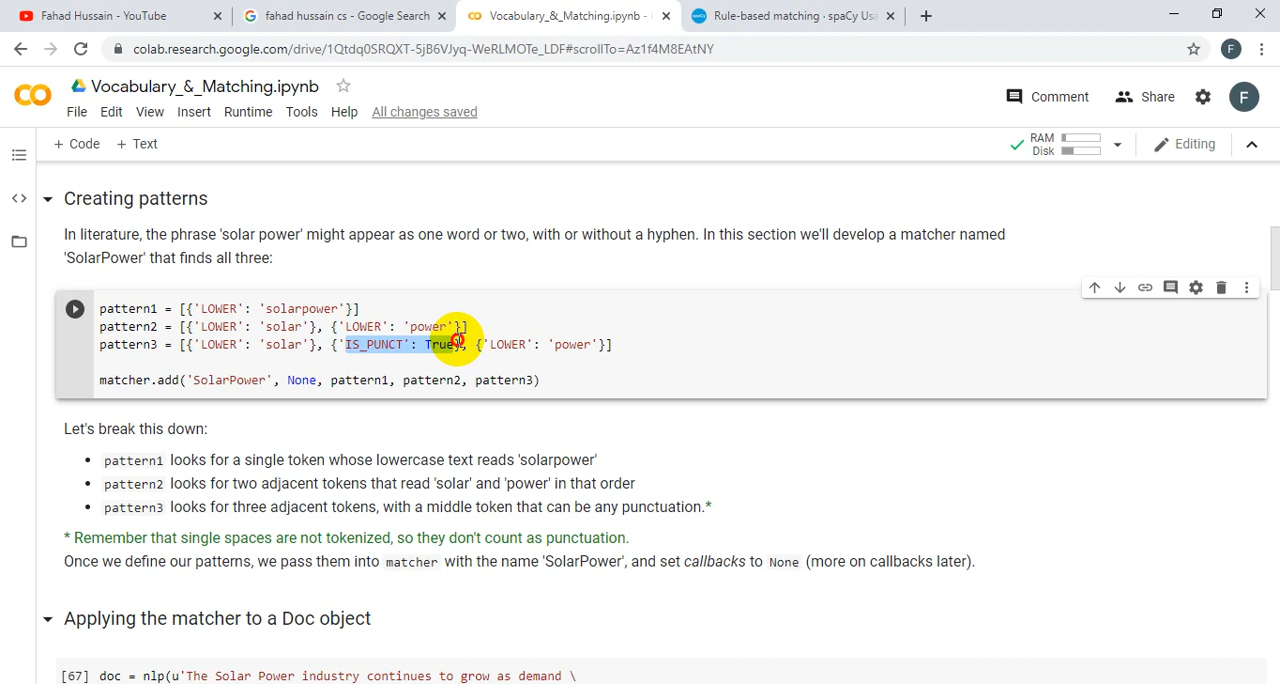 Fahad Hussain - YouTube
fahad hussain cs - Google Search
Vocabulary_&_Matching.ipynb -
Rule-based matching · spaCy Usa
colab.research.google.com/drive/1Qtdq0SRQXT-5jB6VJyq-WeRLMOTe_LDF#scrollTo=Az1f4M8EAtNY
F
Vocabulary_&_Matching.ipynb
Comment
Share
F
File Edit View Insert Runtime Tools Help All changes saved
+ Code + Text
RAM
Disk
Editing
Creating patterns
In literature, the phrase 'solar power' might appear as one word or two, with or without a hyphen. In this section we'll develop a matcher named
'SolarPower' that finds all three:
pattern1 = [{'LOWER': 'solarpower'}]
pattern2 = [{'LOWER': 'solar'}, {'LOWER': 'power'}]
pattern3 = [{'LOWER': 'solar'}, {'IS_PUNCT': True}, {'LOWER': 'power'}]
matcher.add('SolarPower', None, pattern1, pattern2, pattern3)
Let's break this down:
• pattern1 looks for a single token whose lowercase text reads 'solarpower'
• pattern2 looks for two adjacent tokens that read 'solar' and 'power' in that order
• pattern3 looks for three adjacent tokens, with a middle token that can be any punctuation.*
* Remember that single spaces are not tokenized, so they don't count as punctuation.
Once we define our patterns, we pass them into matcher with the name 'SolarPower', and set callbacks to None (more on callbacks later).
Applying the matcher to a Doc object
[67] doc = nlp(u'The Solar Power industry continues to grow as demand \